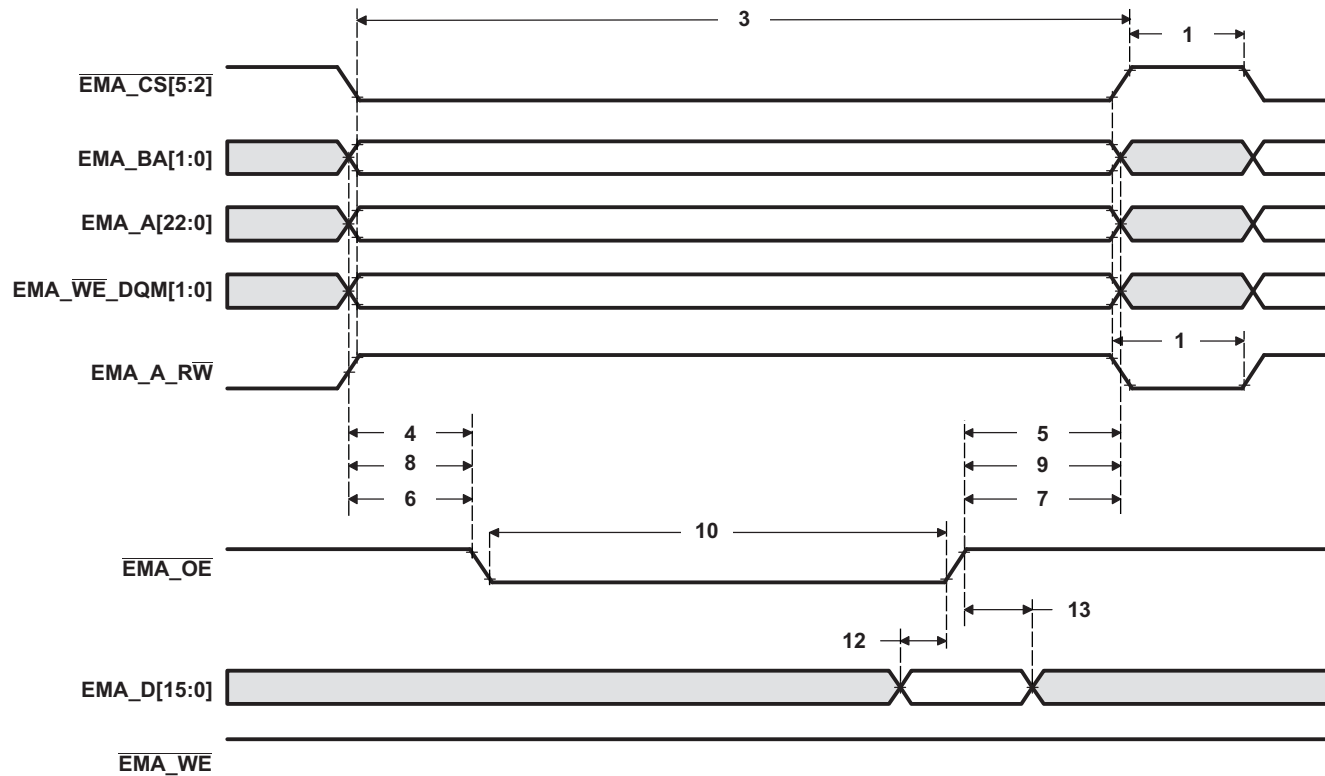 3
1
EMA_CS[5:2]
EMA_BA[1:0]
EMA_A[22:0]
EMA_WE_DQM[1:0]
1
EMA_A_RW
4
5
8
9
6
7
10
EMA_OE
13
12
EMA_D[15:0]
EMA_WE